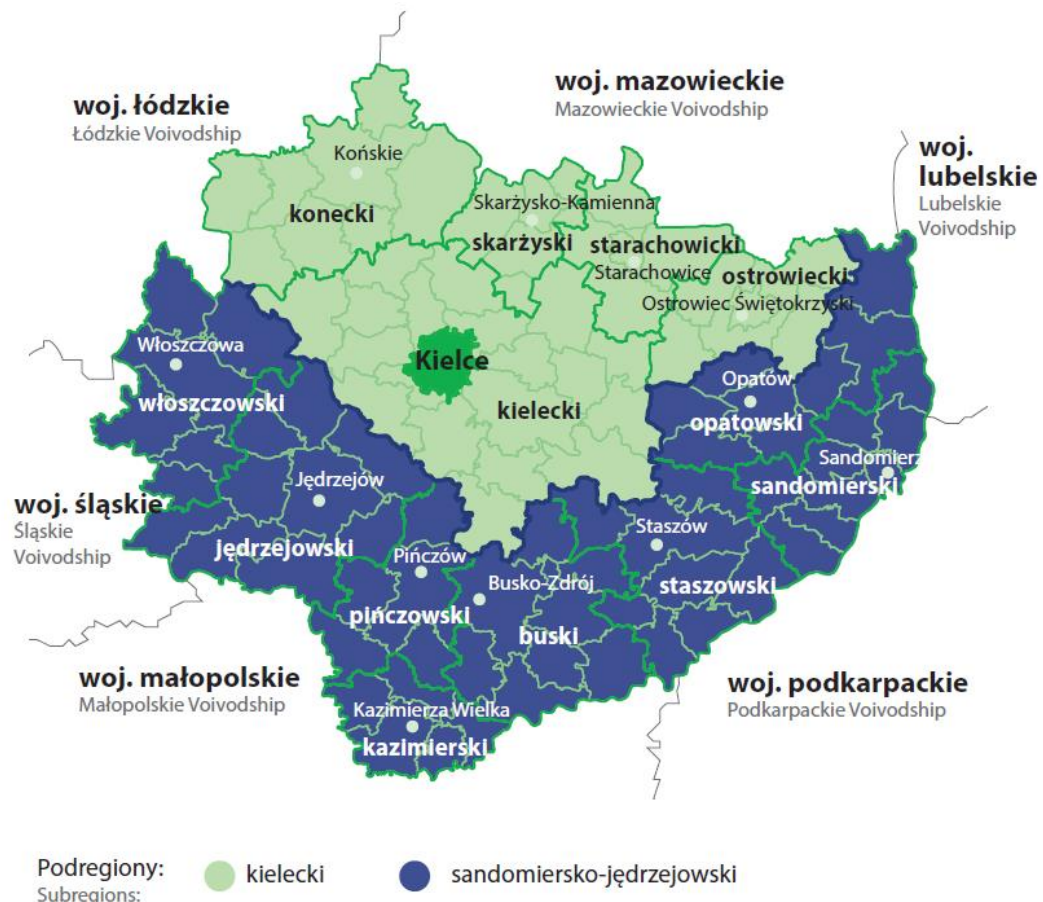 woj. łódzkie
Łódzkie Voivodship
woj. mazowieckie
Mazowieckie Voivodship
woj.
lubelskie
Lubelskie
Voivodship
Końskie
konecki
Skarżysko-Kamienna
skarżyski
starachowicki
Starachowice
ostrowiecki
Ostrowiec Świętokrzyski
Włoszczowa
włoszczowski
Kielce
kielecki
Opatów
opatowski
Sandomierz
sandomierski
Jędrzejów
jędrzejowski
woj. śląskie
Śląskie
Voivodship
Staszów
staszowski
Pińczów
pińczowski
Busko-Zdrój
buski
woj. małopolskie
Małopolskie Voivodship
Kazimierza Wielka
kazimierski
woj. podkarpackie
Podkarpackie Voivodship
Podregiony:
Subregions:
kielecki
sandomiersko-jędrzejowski